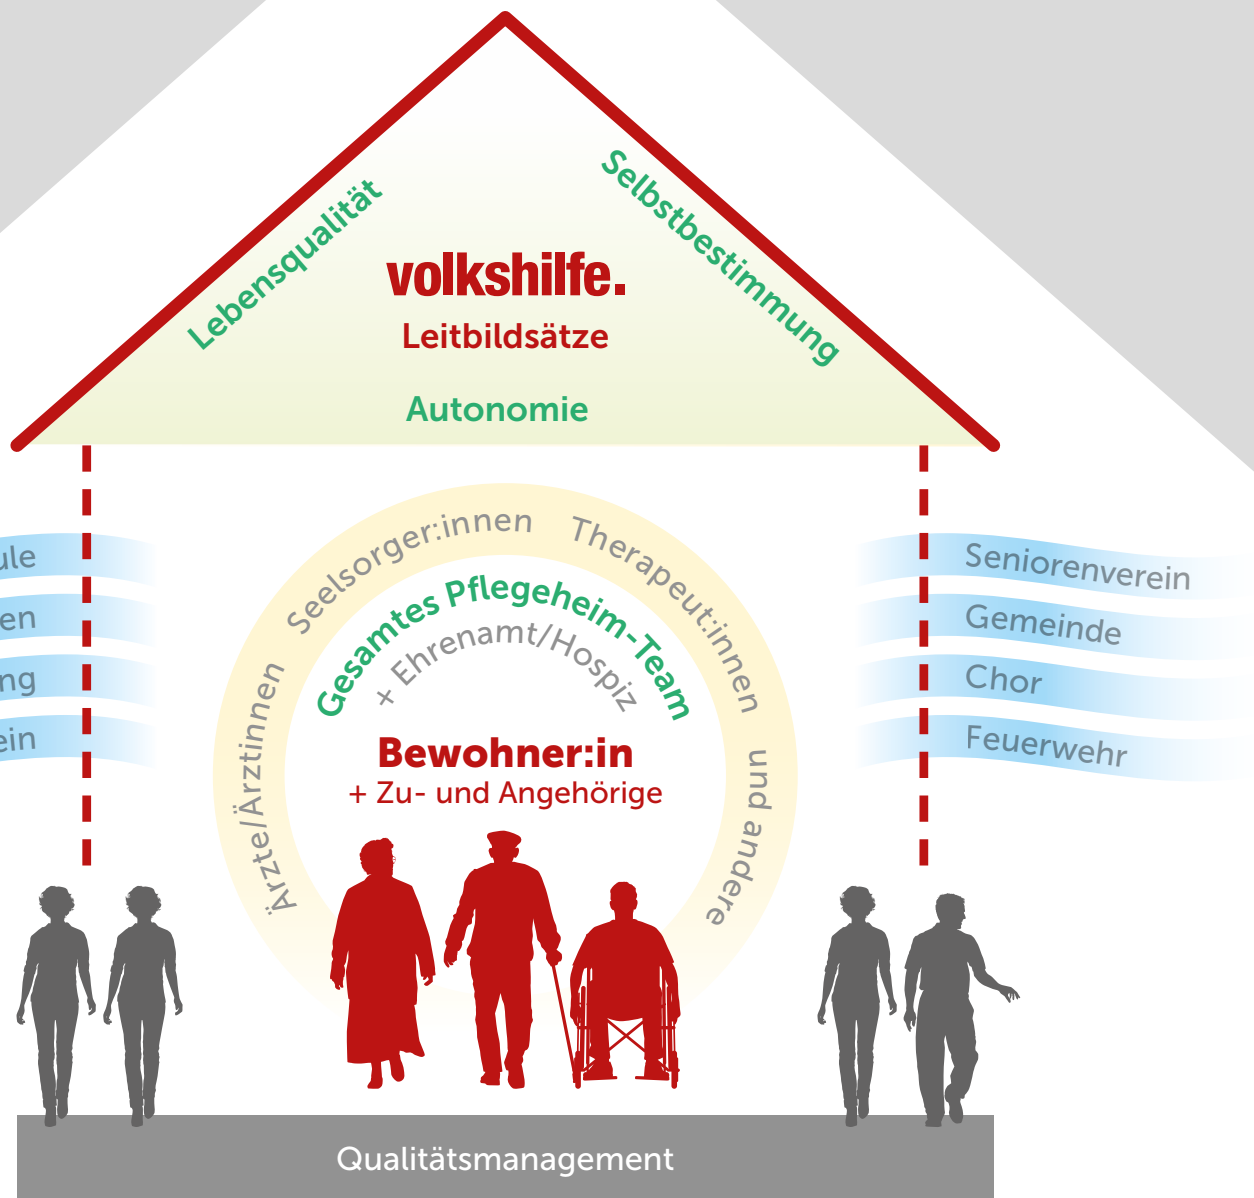 Lebensqualität
Selbstbestimmung
volkshilfe.
Leitbildsätze
Autonomie
Ärzte/Ärztinnen Seelsorger:innen Therapeut:innen und andere
Gesamtes Pflegeheim-Team
+ Ehrenamt/Hospiz
Bewohner:in
+ Zu- und Angehörige
ule
en
ng
ein
Seniorenverein
Gemeinde
Chor
Feuerwehr
Qualitätsmanagement